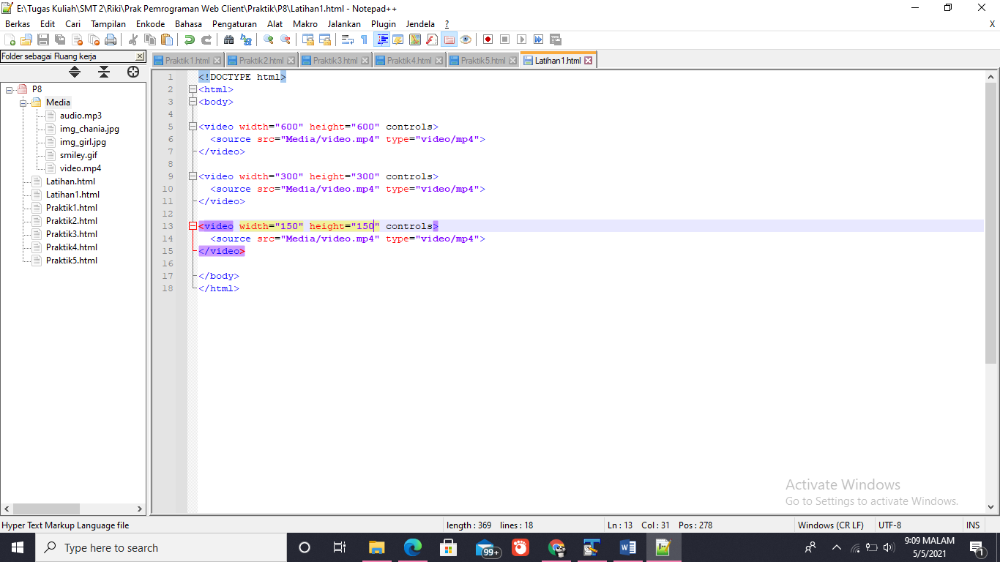 E:\Tugas Kuliah\SMT 2\Riki\Prak Pemrograman Web Client\Praktik\P8\Latihan1.html - Notepad++
Berkas Edit Cari Tampilan Enkode Bahasa Pengaturan Alat Makro Jalankan Plugin Jendela ? X
Folder sebagai Ruang kerja
Praktik1.html Praktik2.html Praktik3.html Praktik4.html Praktik5.html Latihan1.html
P8
Media
audio.mp3
img_chania.jpg
img_girl.jpg
smiley.gif
video.mp4
Latihan.html
Latihan1.html
Praktik1.html
Praktik2.html
Praktik3.html
Praktik4.html
Praktik5.html
1 <!DOCTYPE html>
2 <html>
3 <body>
4
5 <video width="600" height="600" controls>
6 <source src="Media/video.mp4" type="video/mp4">
7 </video>
8
9 <video width="300" height="300" controls>
10 <source src="Media/video.mp4" type="video/mp4">
11 </video>
12
13 <video width="150" height="150" controls>
14 <source src="Media/video.mp4" type="video/mp4">
15 </video>
16
17 </body>
18 </html>
Activate Windows
Go to Settings to activate Windows.
Hyper Text Markup Language file length : 369 lines : 18 Ln : 13 Col : 31 Pos : 278 Windows (CR LF) UTF-8 INS
Type here to search
99+
9:09 MALAM
5/5/2021
1